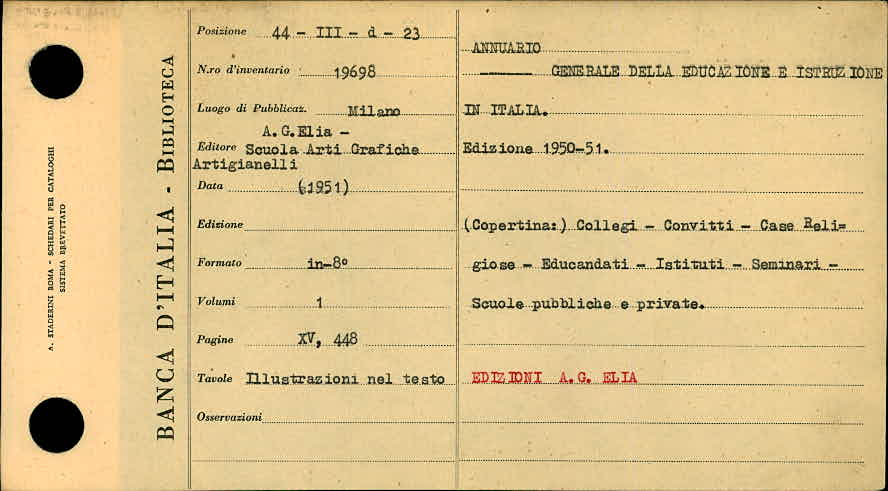 A. STADERINI ROMA - SCHEDARI PER CATALOGHI
SISTEMA BREVETTATO
BANCA D'ITALIA - BIBLIOTECA
Posizione 44 - III - d - 23
N.ro d'inventario 19698
Luogo di Pubblicaz. Milano
A.G.Elia -
Editore Scuola Arti Grafiche
Artigianelli
Data (1951)
Edizione
Formato in-8°
Volumi 1
Pagine XV, 448
Tavole Illustrazioni nel testo
Osservazioni
ANNUARIO
GENERALE DELLA EDUCAZIONE E ISTRUZIONE
IN ITALIA.
Edizione 1950-51.
(Copertina:) Collegi - Convitti - Case Reli=
giose - Educandati - Istituti - Seminari -
Scuole pubbliche e private.
EDIZIONI A.G. ELIA